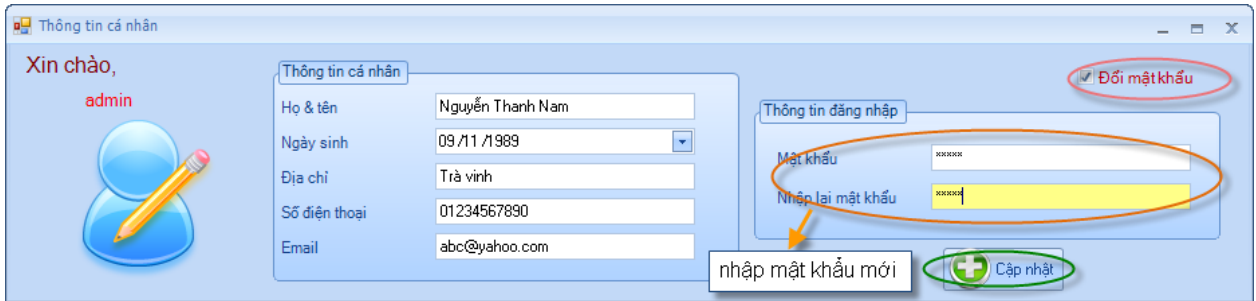 Thông tin cá nhân
Xin chào,
admin
Thông tin cá nhân
Họ & tên Nguyễn Thanh Nam
Ngày sinh 09 /11 /1989
Địa chỉ Trà vinh
Số điện thoại 01234567890
Email abc@yahoo.com
Đổi mật khẩu
Thông tin đăng nhập
Mật khẩu *****
Nhập lại mật khẩu *****
nhập mật khẩu mới
Cập nhật